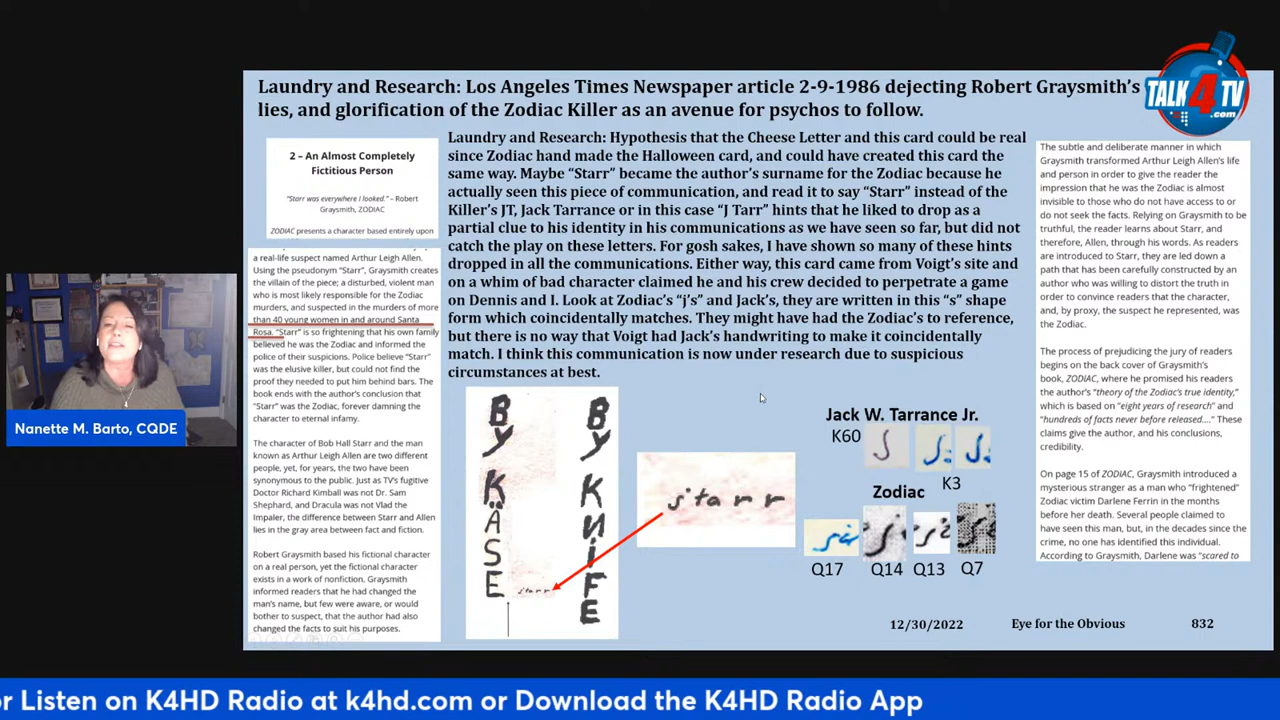 Laundry and Research: Los Angeles Times Newspaper article 2-9-1986 dejecting Robert Graysmith's
lies, and glorification of the Zodiac Killer as an avenue for psychos to follow.
TALK4TV
.com
2 – An Almost Completely
Fictitious Person
"Starr was everywhere I looked." – Robert
Graysmith, ZODIAC
ZODIAC presents a character based entirely upon
a real-life suspect named Arthur Leigh Allen.
Using the pseudonym "Starr", Graysmith creates
the villain of the piece; a disturbed, violent man
who is most likely responsible for the Zodiac
murders, and suspected in the murders of more
than 40 young women in and around Santa
Rosa. "Starr" is so frightening that his own family
believed he was the Zodiac and informed the
police of their suspicions. Police believe "Starr"
was the elusive killer, but could not find the
proof they needed to put him behind bars. The
book ends with the author's conclusion that
"Starr" was the Zodiac, forever damning the
character to eternal infamy.
The character of Bob Hall Starr and the man
known as Arthur Leigh Allen are two different
people, yet, for years, the two have been
synonymous to the public. Just as TV's fugitive
Doctor Richard Kimball was not Dr. Sam
Shephard, and Dracula was not Vlad the
Impaler, the difference between Starr and Allen
lies in the gray area between fact and fiction.
Robert Graysmith based his fictional character
on a real person, yet the fictional character
exists in a work of nonfiction. Graysmith
informed readers that he had changed the
man's name, but few were aware, or would
bother to suspect, that the author had also
changed the facts to suit his purposes.
Laundry and Research: Hypothesis that the Cheese Letter and this card could be real
since Zodiac hand made the Halloween card, and could have created this card the
same way. Maybe "Starr" became the author's surname for the Zodiac because he
actually seen this piece of communication, and read it to say "Starr" instead of the
Killer's JT, Jack Tarrance or in this case "J Tarr" hints that he liked to drop as a
partial clue to his identity in his communications as we have seen so far, but did not
catch the play on these letters. For gosh sakes, I have shown so many of these hints
dropped in all the communications. Either way, this card came from Voigt's site and
on a whim of bad character claimed he and his crew decided to perpetrate a game
on Dennis and I. Look at Zodiac's "j's" and Jack's, they are written in this "s" shape
form which coincidentally matches. They might have had the Zodiac's to reference,
but there is no way that Voigt had Jack's handwriting to make it coincidentally
match. I think this communication is now under research due to suspicious
circumstances at best.
BY KÄSE
starr
BY KNiFE
starr
Jack W. Tarrance Jr.
K60
K3
Zodiac
Q17
Q14
Q13
Q7
The subtle and deliberate manner in which
Graysmith transformed Arthur Leigh Allen's life
and person in order to give the reader the
impression that he was the Zodiac is almost
invisible to those who do not have access to or
do not seek the facts. Relying on Graysmith to be
truthful, the reader learns about Starr, and
therefore, Allen, through his words. As readers
are introduced to Starr, they are led down a
path that has been carefully constructed by an
author who was willing to distort the truth in
order to convince readers that the character,
and, by proxy, the suspect he represented, was
the Zodiac.
The process of prejudicing the jury of readers
begins on the back cover of Graysmith's
book, ZODIAC, where he promised his readers
the author's "theory of the Zodiac's true identity,"
which is based on "eight years of research" and
"hundreds of facts never before released...." These
claims give the author, and his conclusions,
credibility.
On page 15 of ZODIAC, Graysmith introduced a
mysterious stranger as a man who "frightened"
Zodiac victim Darlene Ferrin in the months
before her death. Several people claimed to
have seen this man, but, in the decades since the
crime, no one has identified this individual.
According to Graysmith, Darlene was "scared to
12/30/2022
Eye for the Obvious
832
Nanette M. Barto, CQDE
or Listen on K4HD Radio at k4hd.com or Download the K4HD Radio App